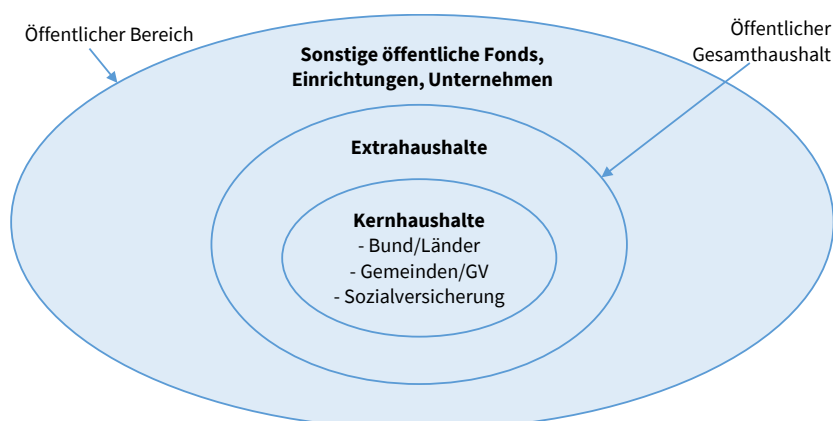 Öffentlicher Bereich
Öffentlicher
Gesamthaushalt
Sonstige öffentliche Fonds,
Einrichtungen, Unternehmen
Extrahaushalte
Kernhaushalte
- Bund/Länder
- Gemeinden/GV
- Sozialversicherung